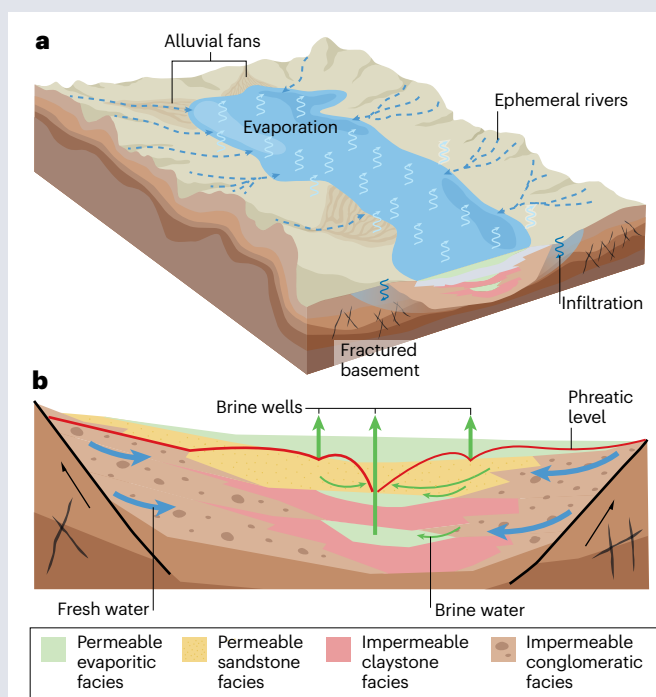 a
Alluvial fans
Ephemeral rivers
Evaporation
Infiltration
Fractured
basement
b
Brine wells
Phreatic
level
Fresh water
Brine water
Permeable
evaporitic
facies
Permeable
sandstone
facies
Impermeable
claystone
facies
Impermeable
conglomeratic
facies